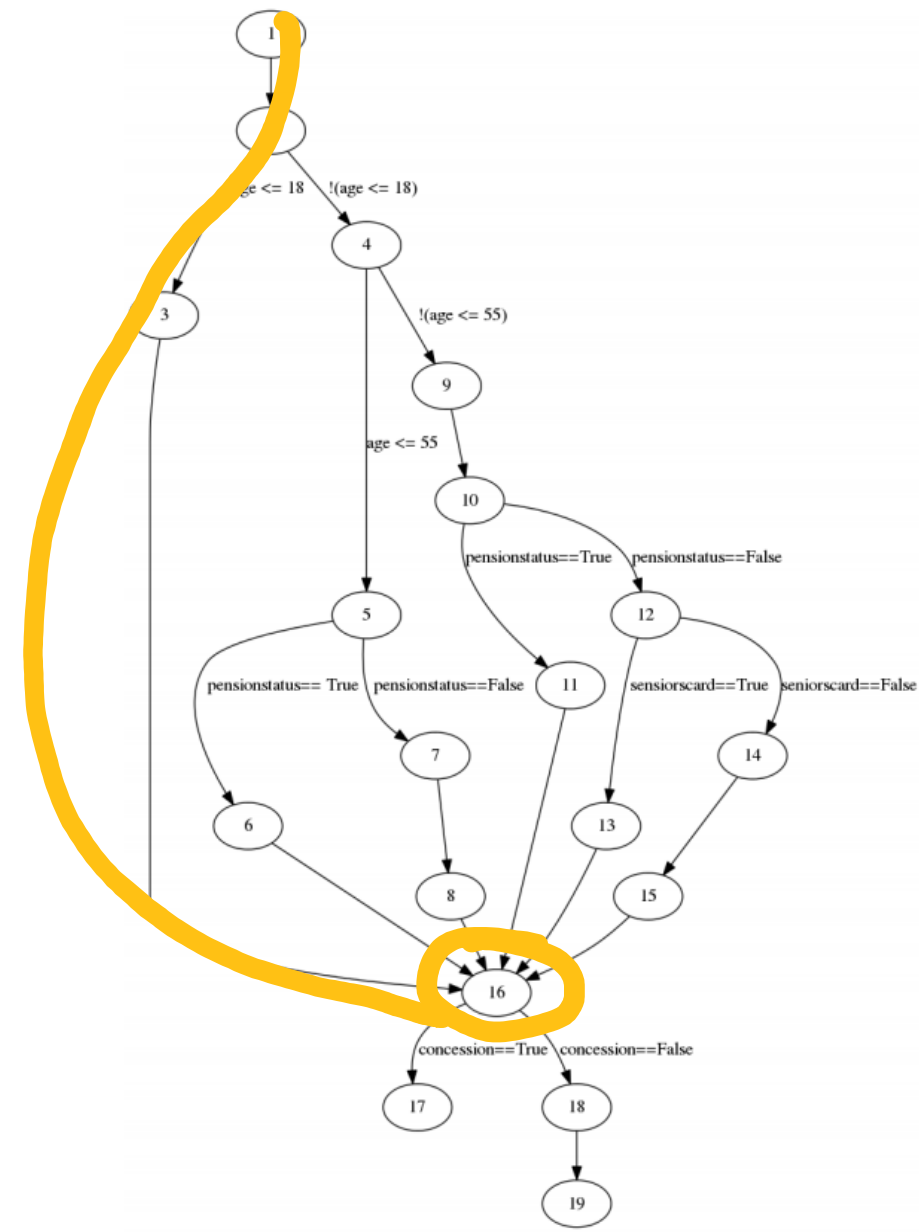 1
ge <= 18 !(age <= 18)
4
3
!(age <= 55)
9
age <= 55
10
pensionstatus==True pensionstatus==False
5 12
pensionstatus== True pensionstatus==False 11 sensiorscard==True seniorscard==False
7 14
6 13
8 15
16
concession==True concession==False
17 18
19